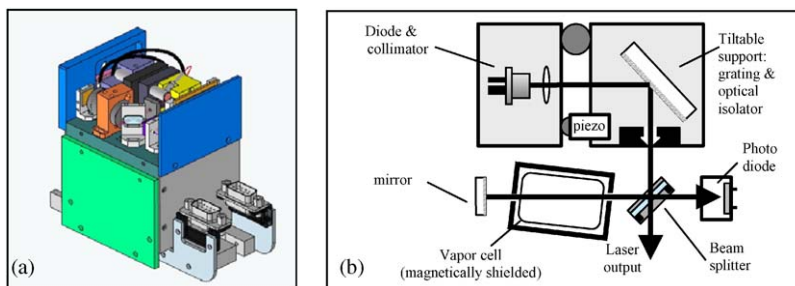 (a)
(b)
Diode &
collimator
Tiltable
support:
grating &
optical
isolator
piezo
Photo
diode
mirror
Vapor cell
(magnetically shielded)
Laser
output
Beam
splitter